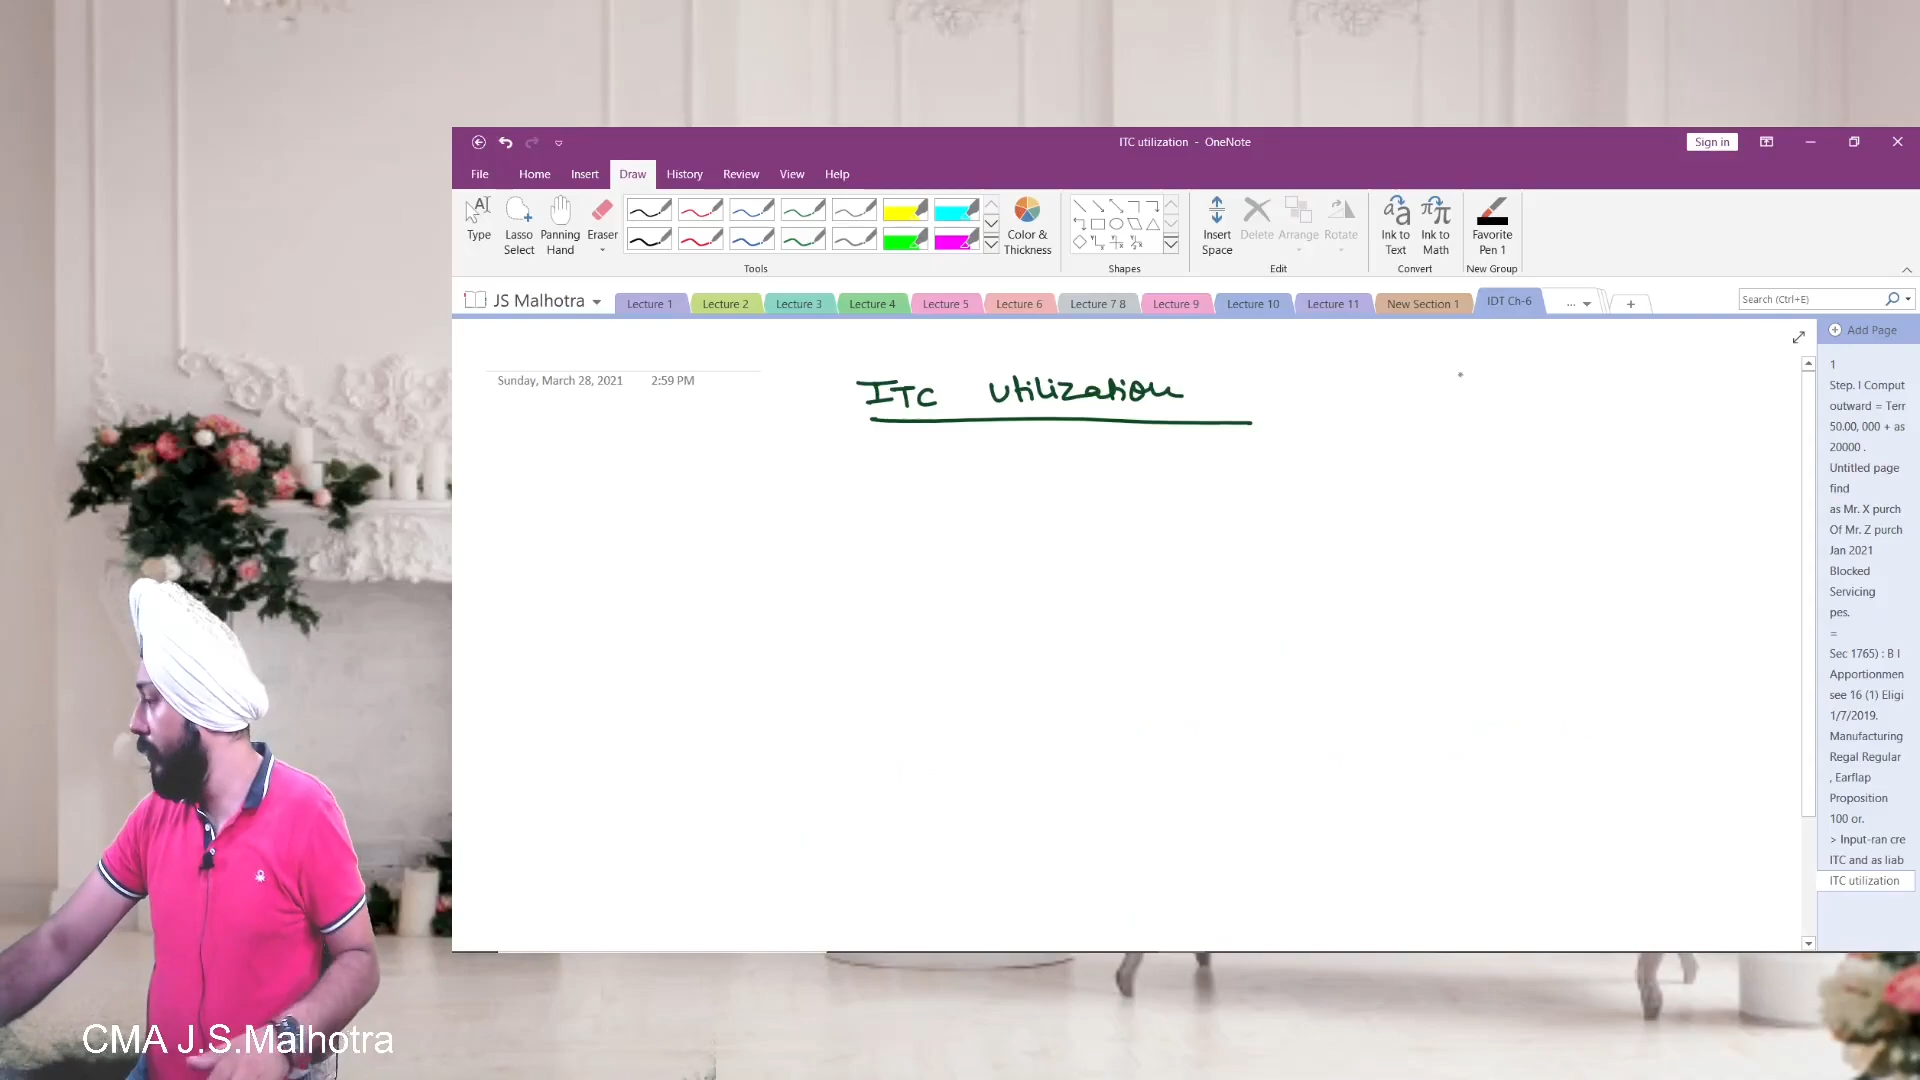 ITC utilization - OneNote
Sign in
File Home Insert Draw History Review View Help
Type
Lasso Select
Panning Hand
Eraser
Color & Thickness
Insert Space
Delete
Arrange
Rotate
Ink to Text
Ink to Math
Favorite Pen 1
Tools
Shapes
Edit
Convert
New Group
JS Malhotra
Lecture 1 Lecture 2 Lecture 3 Lecture 4 Lecture 5 Lecture 6 Lecture 7 8 Lecture 9 Lecture 10 Lecture 11 New Section 1 IDT Ch-6 ...
Search (Ctrl+E)
Add Page
Sunday, March 28, 2021 2:59 PM
ITC utilization
1
Step. I Comput
outward = Terr
50.00, 000 + as
20000 .
Untitled page
find
as Mr. X purch
Of Mr. Z purch
Jan 2021
Blocked
Servicing
pes.
=
Sec 1765) : B I
Apportionmen
see 16 (1) Eligi
1/7/2019.
Manufacturing
Regal Regular
, Earflap
Proposition
100 or.
> Input-ran cre
ITC and as liab
ITC utilization
CMA J.S.Malhotra